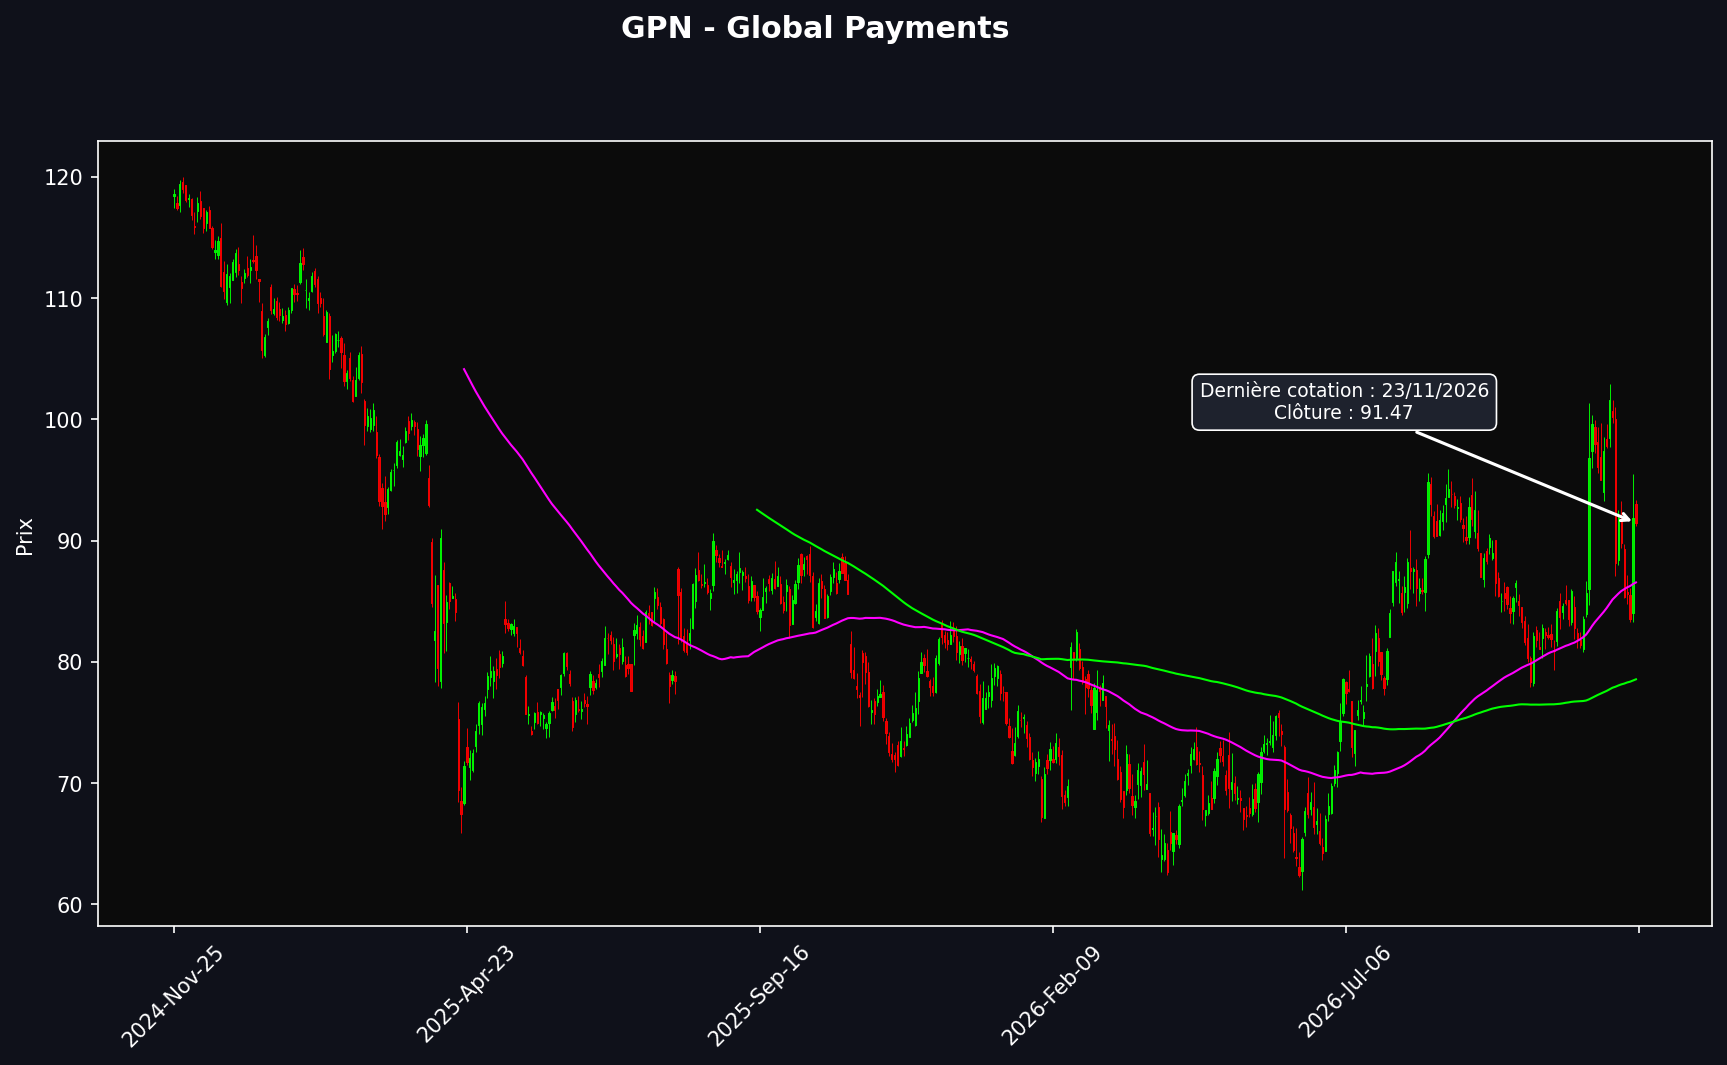 GPN - Global Payments
120
110
100
90
80
70
60
Prix
Dernière cotation : 23/11/2026
Clôture : 91.47
2024-Nov-25
2025-Apr-23
2025-Sep-16
2026-Feb-09
2026-Jul-06